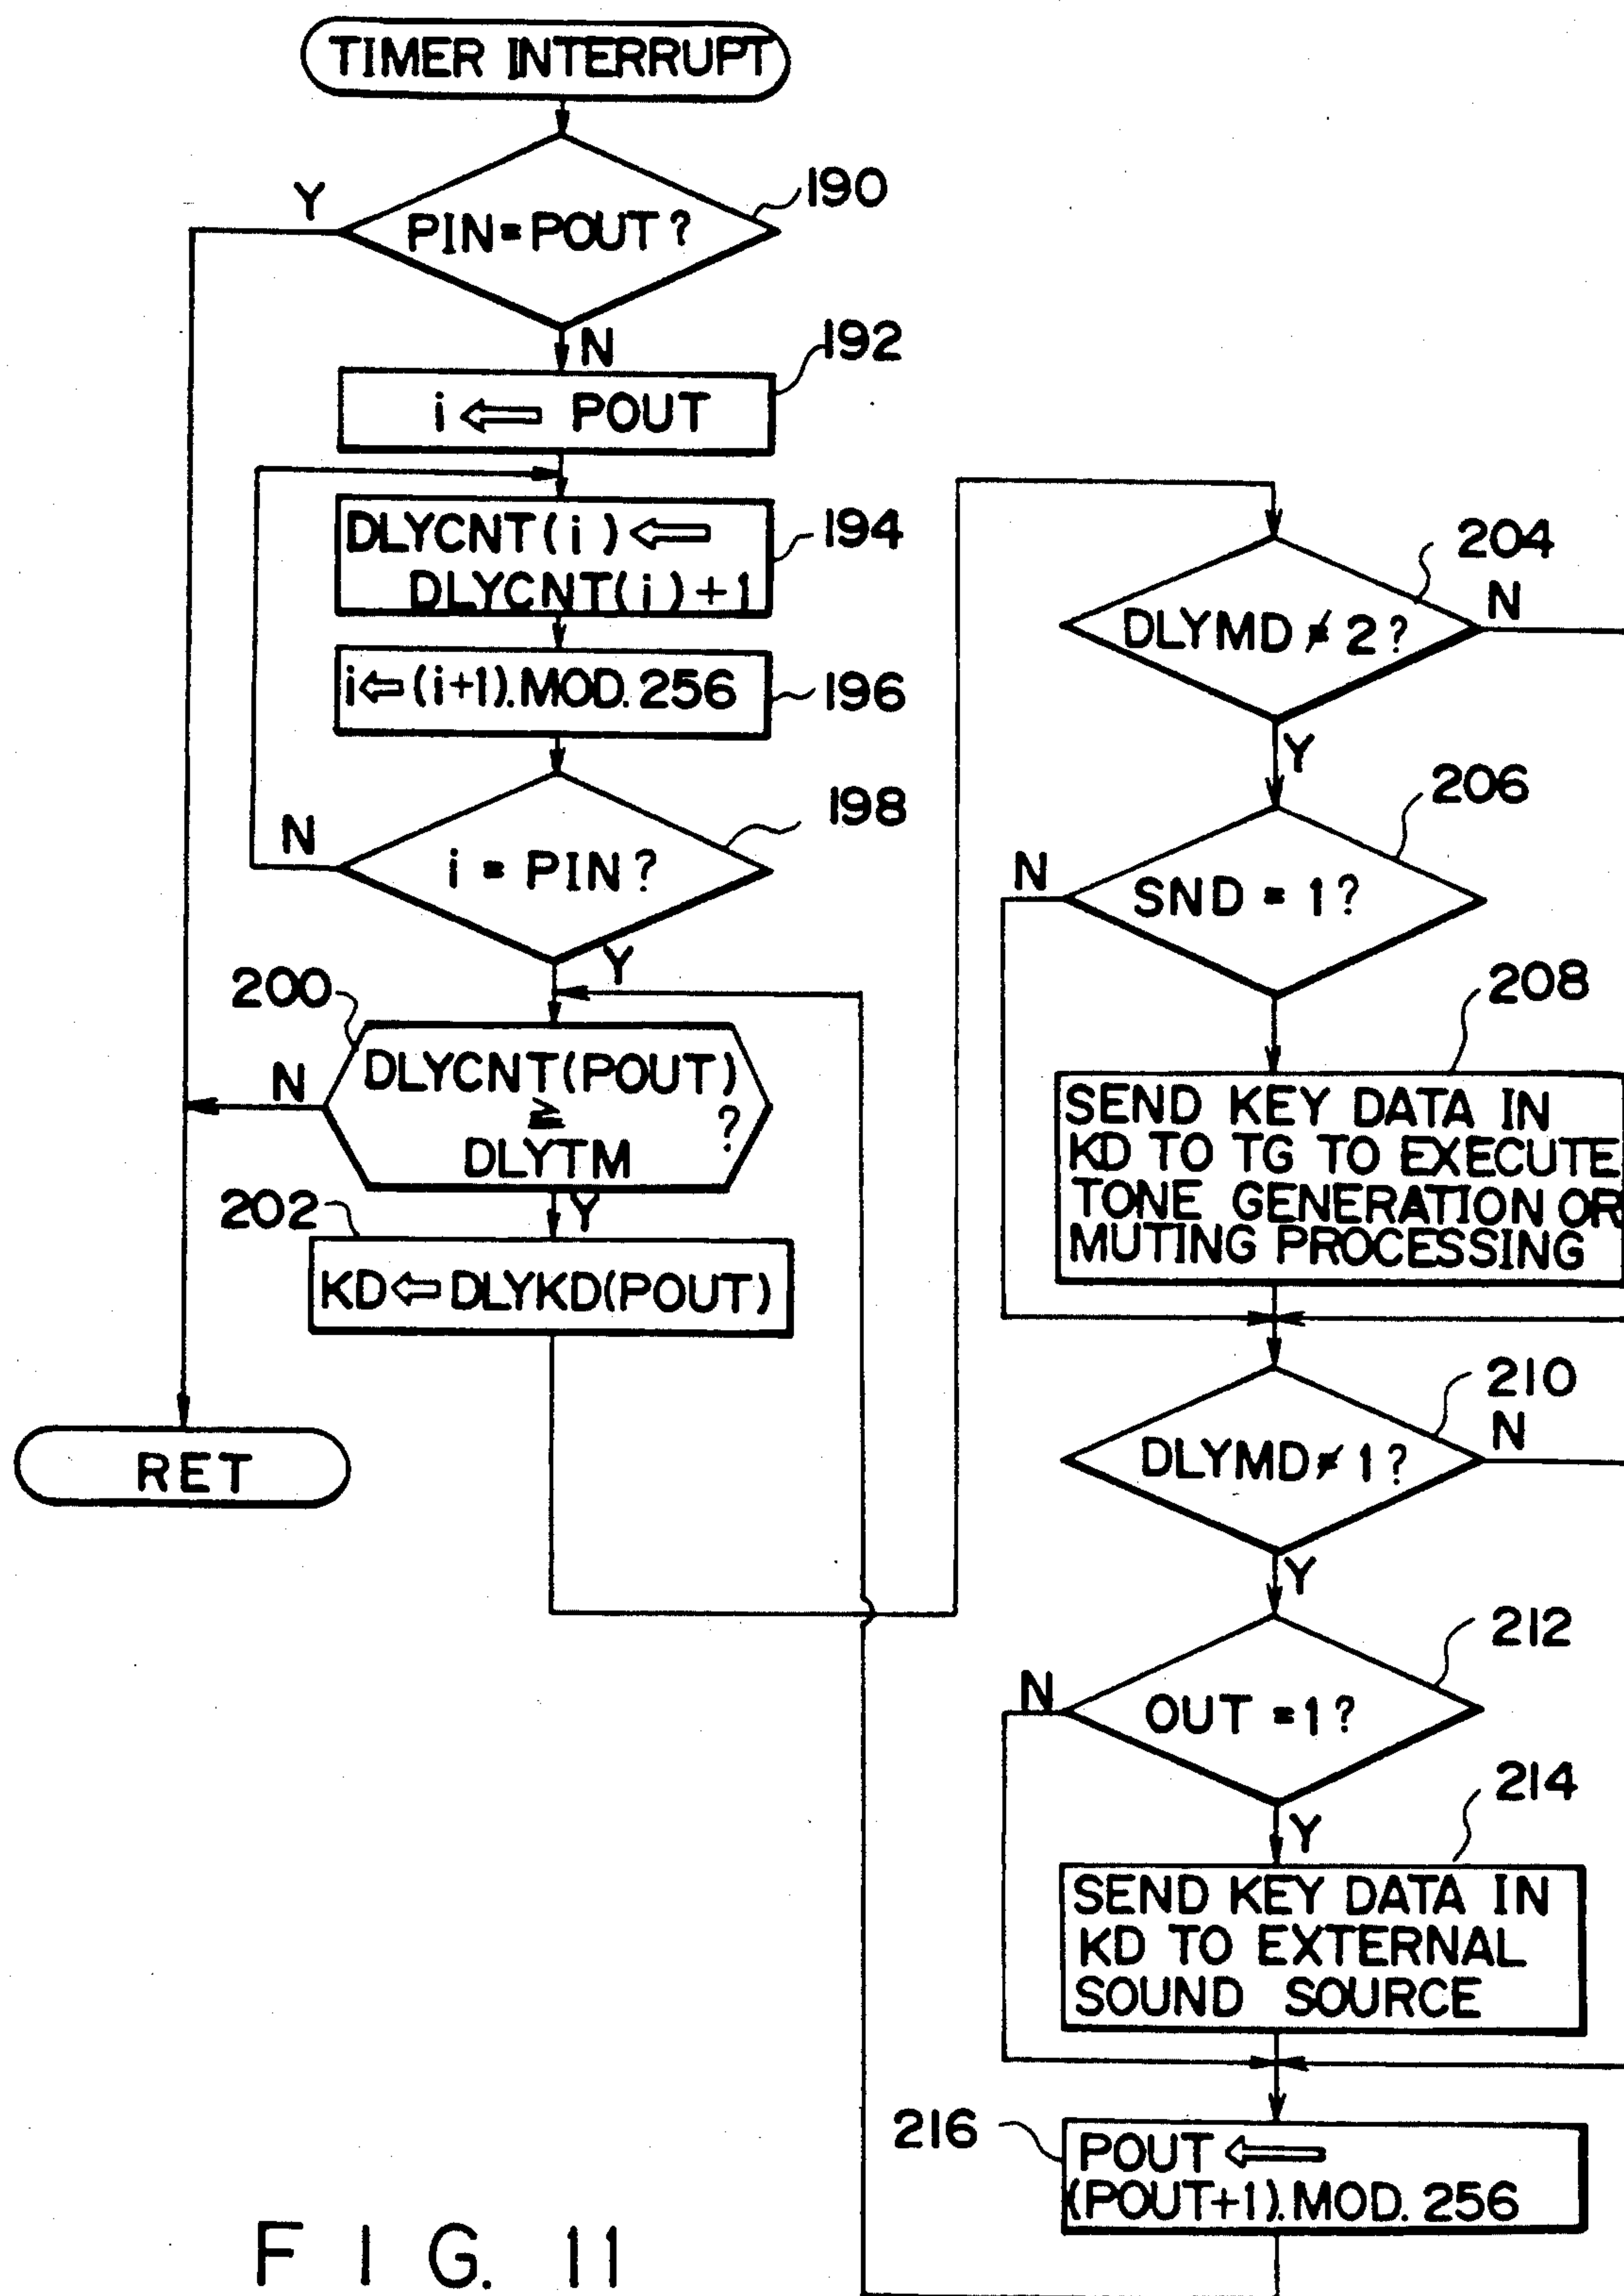 TIMER INTERRUPT
190
Y
PIN=POUT?
N
192
i ⇐ POUT
194
DLYCNT(i) ⇐
DLYCNT(i)+1
196
i⇐(i+1).MOD.256
198
N
i = PIN?
Y
200
DLYCNT(POUT)
≧
?
DLYTM
N
Y
202
KD⇐DLYKD(POUT)
RET
204
DLYMD≠2?
N
Y
206
N
SND = 1?
208
SEND KEY DATA IN
KD TO TG TO EXECUTE
TONE GENERATION OR
MUTING PROCESSING
210
DLYMD≠1?
N
Y
212
N
OUT =1?
Y
214
SEND KEY DATA IN
KD TO EXTERNAL
SOUND SOURCE
216
POUT ⇐
(POUT+1).MOD.256
FIG. 11